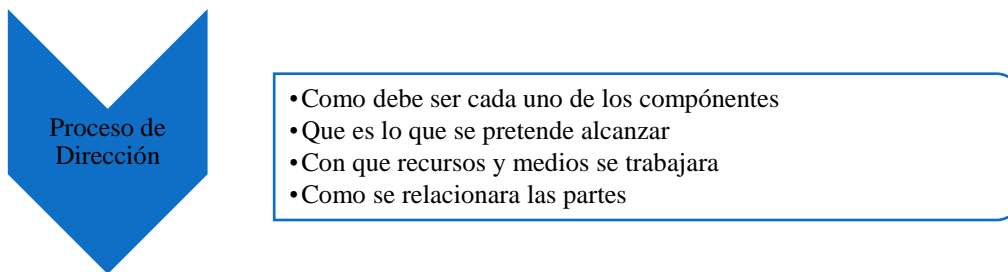 Proceso de
Dirección
•Como debe ser cada uno de los compónentes
•Que es lo que se pretende alcanzar
•Con que recursos y medios se trabajara
•Como se relacionara las partes